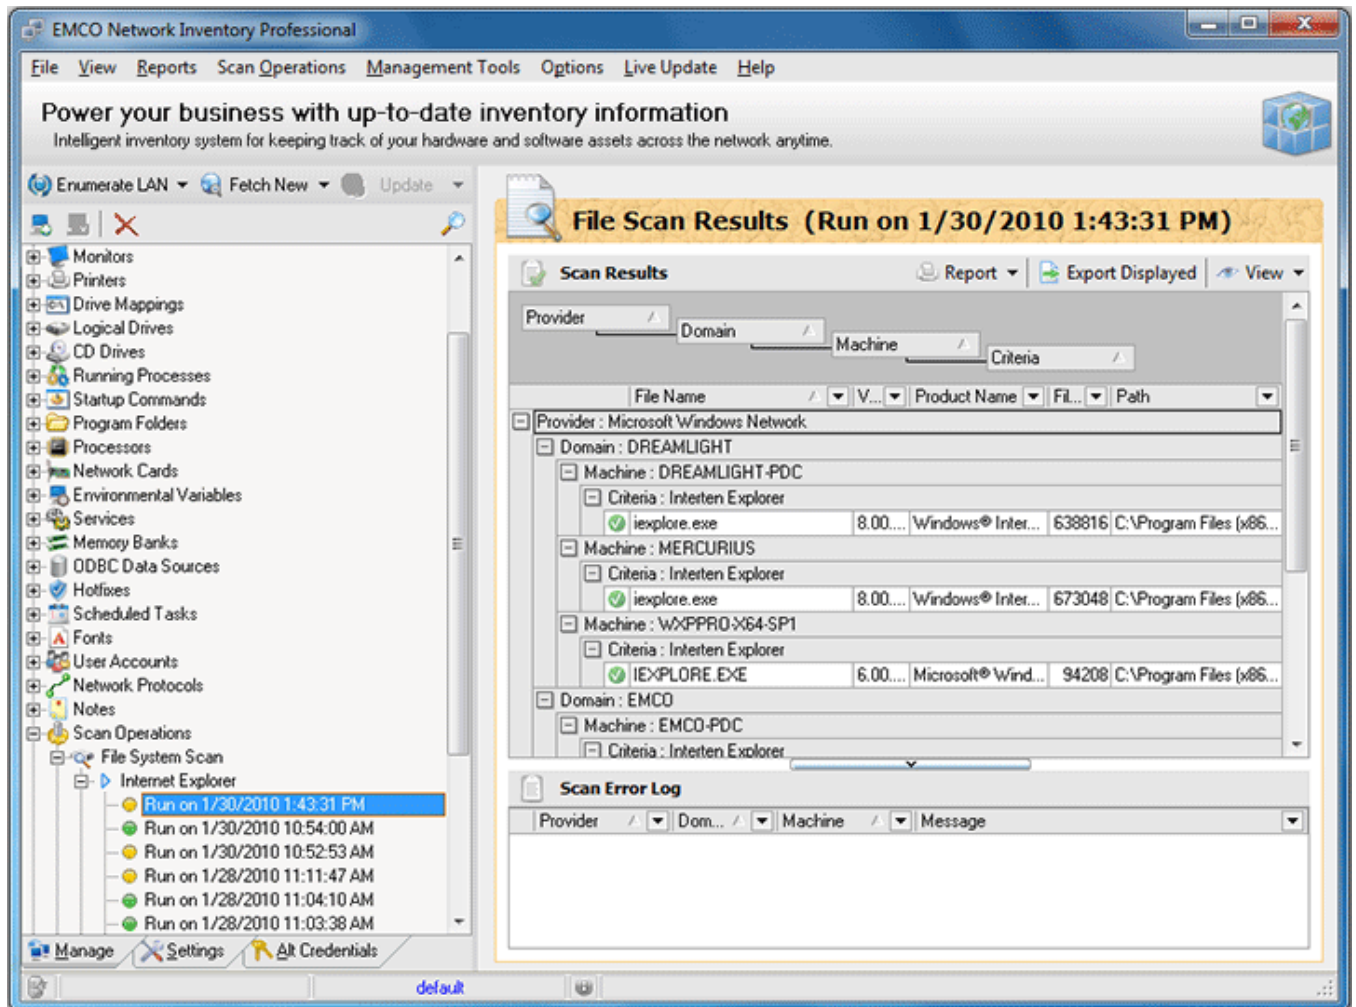 EMCO Network Inventory Professional
File View Reports Scan Operations Management Tools Options Live Update Help
Power your business with up-to-date inventory information
Intelligent inventory system for keeping track of your hardware and software assets across the network anytime.
Enumerate LAN Fetch New Update
Monitors
Printers
Drive Mappings
Logical Drives
CD Drives
Running Processes
Startup Commands
Program Folders
Processors
Network Cards
Environmental Variables
Services
Memory Banks
ODBC Data Sources
Hotfixes
Scheduled Tasks
Fonts
User Accounts
Network Protocols
Notes
Scan Operations
File System Scan
Internet Explorer
Run on 1/30/2010 1:43:31 PM
Run on 1/30/2010 10:54:00 AM
Run on 1/30/2010 10:52:53 AM
Run on 1/28/2010 11:11:47 AM
Run on 1/28/2010 11:04:10 AM
Run on 1/28/2010 11:03:38 AM
Manage Settings Alt Credentials
File Scan Results (Run on 1/30/2010 1:43:31 PM)
Scan Results Report Export Displayed View
Provider
Domain
Machine
Criteria
File Name V... Product Name Fil... Path
Provider : Microsoft Windows Network
Domain : DREAMLIGHT
Machine : DREAMLIGHT-PDC
Criteria : Interten Explorer
iexplore.exe 8.00.... Windows® Inter... 638816 C:\Program Files (x86...
Machine : MERCURIUS
Criteria : Interten Explorer
iexplore.exe 8.00.... Windows® Inter... 673048 C:\Program Files (x86...
Machine : WXPPRO-X64-SP1
Criteria : Interten Explorer
IEXPLORE.EXE 6.00.... Microsoft® Wind... 94208 C:\Program Files (x86...
Domain : EMCO
Machine : EMCO-PDC
Criteria : Interten Explorer
Scan Error Log
Provider Dom... Machine Message
default